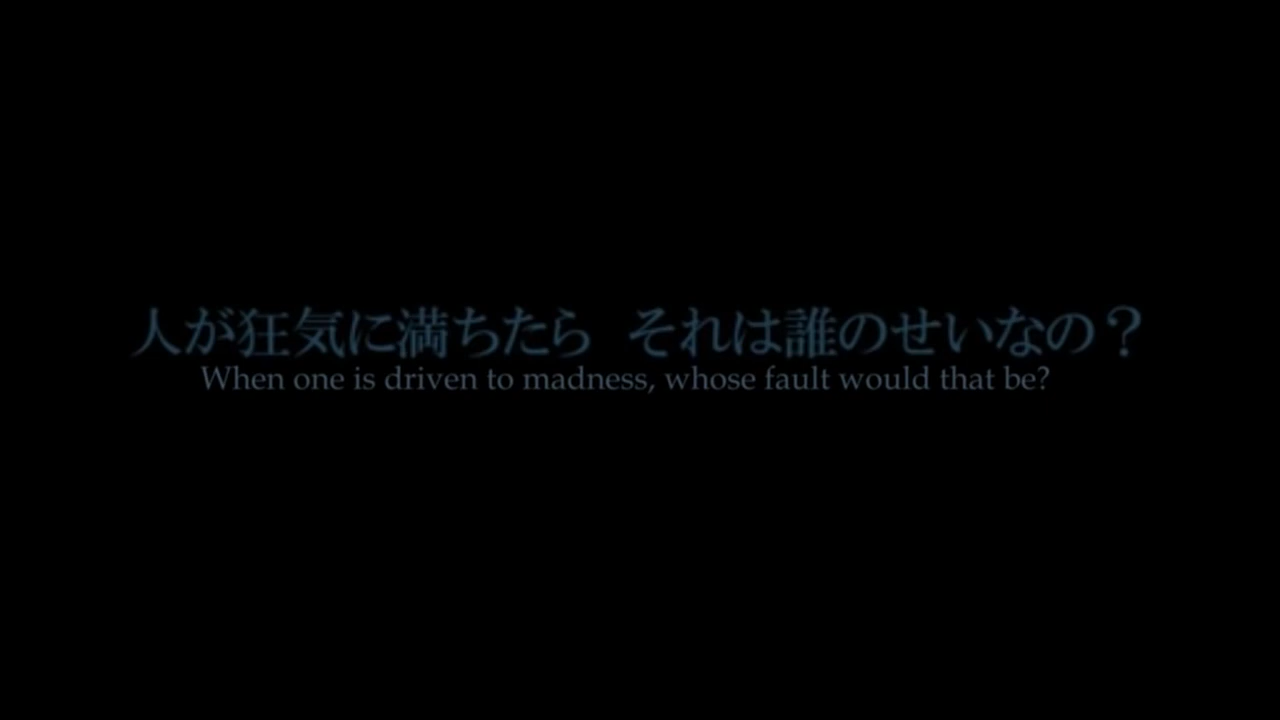 人が狂気に満ちたら　それは誰のせいなの？
When one is driven to madness, whose fault would that be?